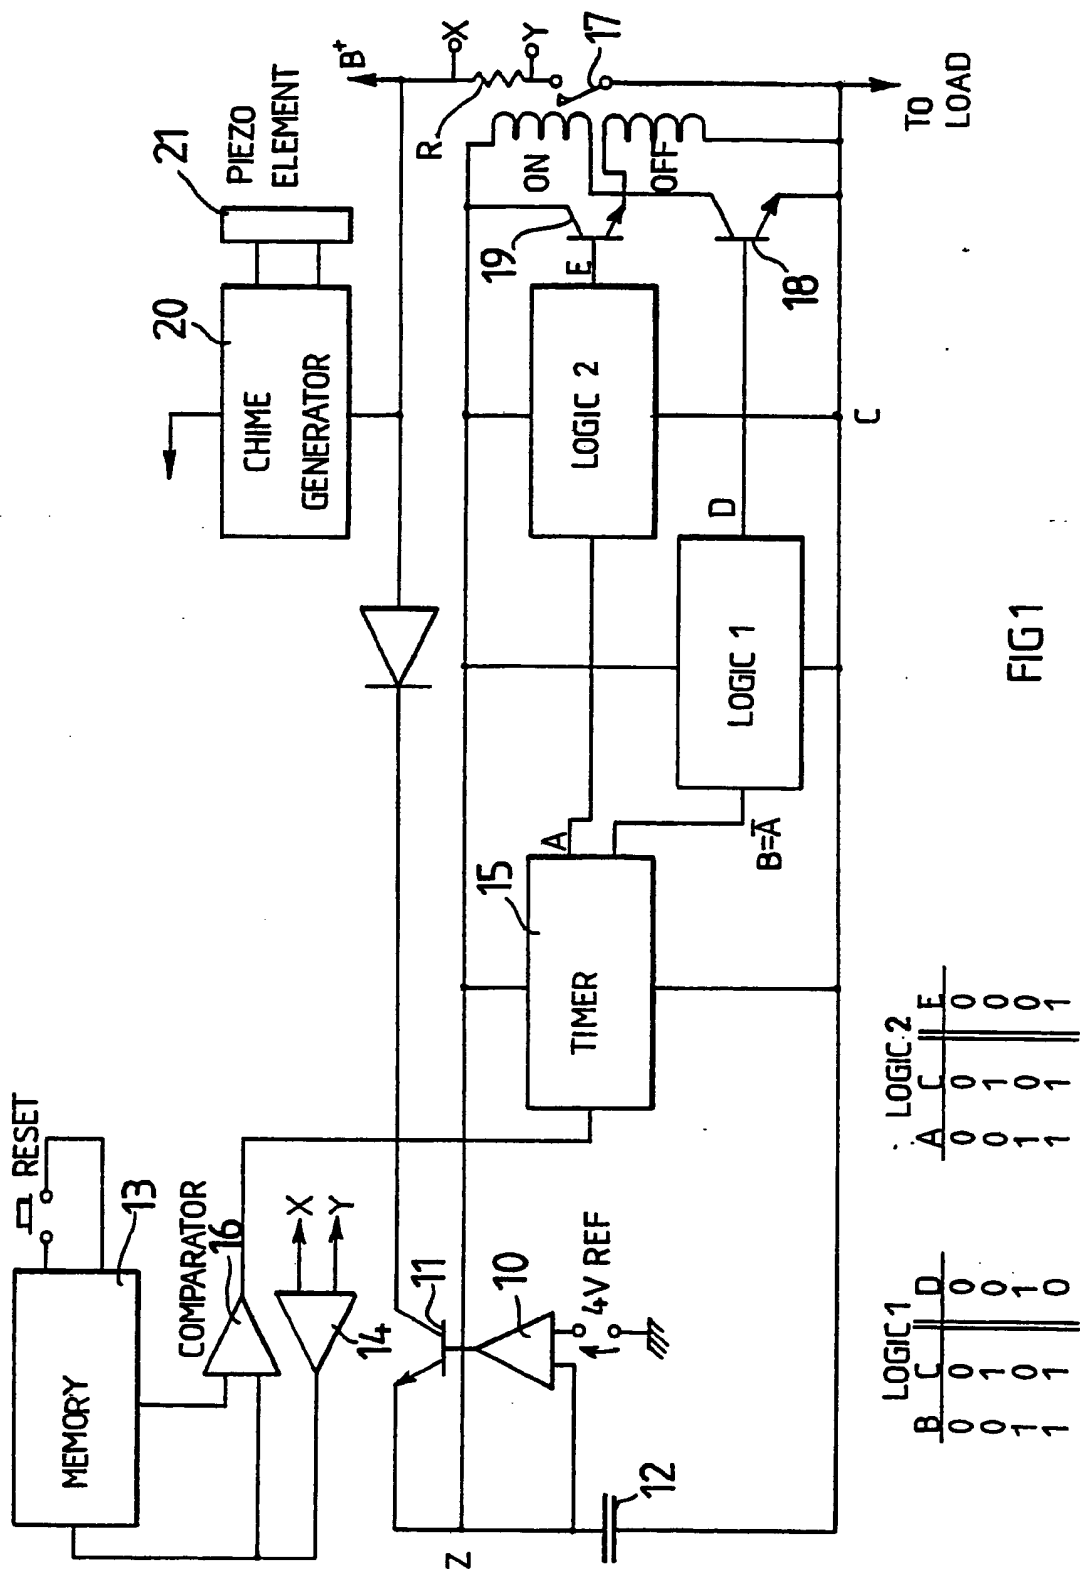 RESET
13
MEMORY
COMPARATOR
16
X
Y
14
11
10
4V REF
Z
12
20
CHIME
GENERATOR
21
PIEZO
ELEMENT
B+
X
R
Y
17
ON
OFF
19
E
LOGIC 2
18
D
LOGIC 1
A
B=A̅
15
TIMER
C
TO
LOAD
LOGIC 1
B C D
0 0 0
0 1 0
1 0 1
1 1 0
LOGIC 2
A C E
0 0 0
0 1 0
1 0 0
1 1 1
FIG 1